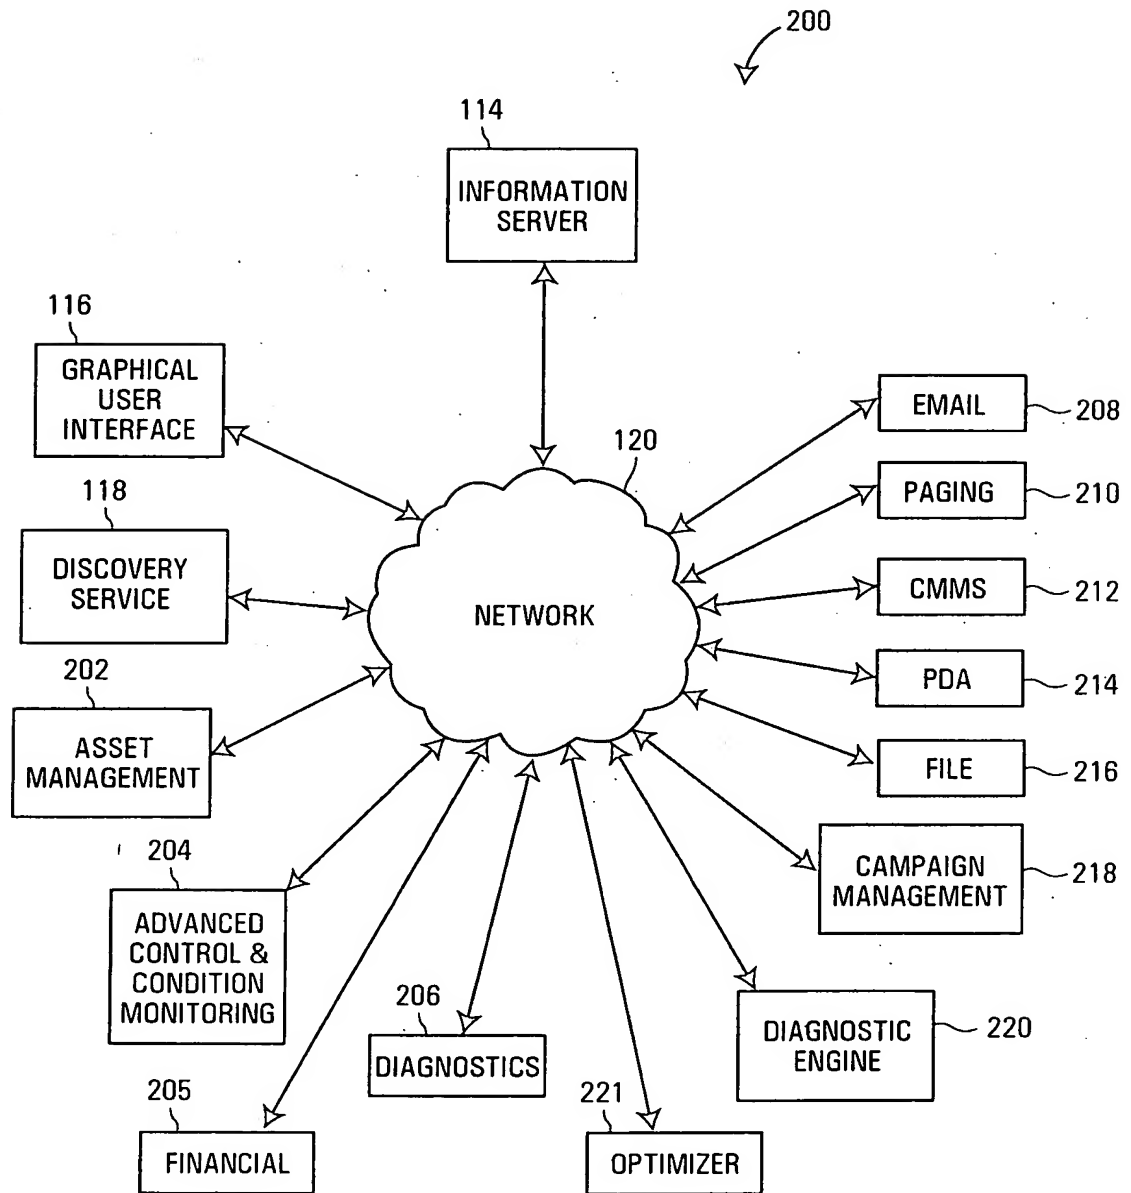 200
114
INFORMATION
SERVER
116
GRAPHICAL
USER
INTERFACE
120
EMAIL
208
PAGING
210
118
DISCOVERY
SERVICE
NETWORK
CMMS
212
202
ASSET
MANAGEMENT
PDA
214
FILE
216
204
ADVANCED
CONTROL &
CONDITION
MONITORING
CAMPAIGN
MANAGEMENT
218
206
DIAGNOSTICS
DIAGNOSTIC
ENGINE
220
205
FINANCIAL
221
OPTIMIZER